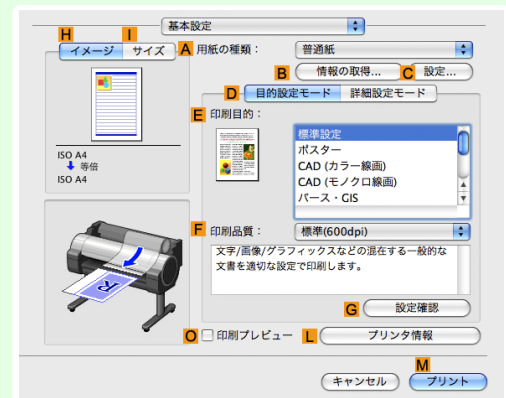 基本設定
H I
イメージ サイズ
A 用紙の種類： 普通紙
B 情報の取得... C 設定...
D 目的設定モード 詳細設定モード
E 印刷目的：
標準設定
ポスター
CAD (カラー線画)
CAD (モノクロ線画)
パース・GIS
ISO A4
等倍
ISO A4
F 印刷品質： 標準(600dpi)
文字/画像/グラフィックスなどの混在する一般的な
文書を適切な設定で印刷します。
G 設定確認
O 印刷プレビュー L プリンタ情報
M
キャンセル プリント